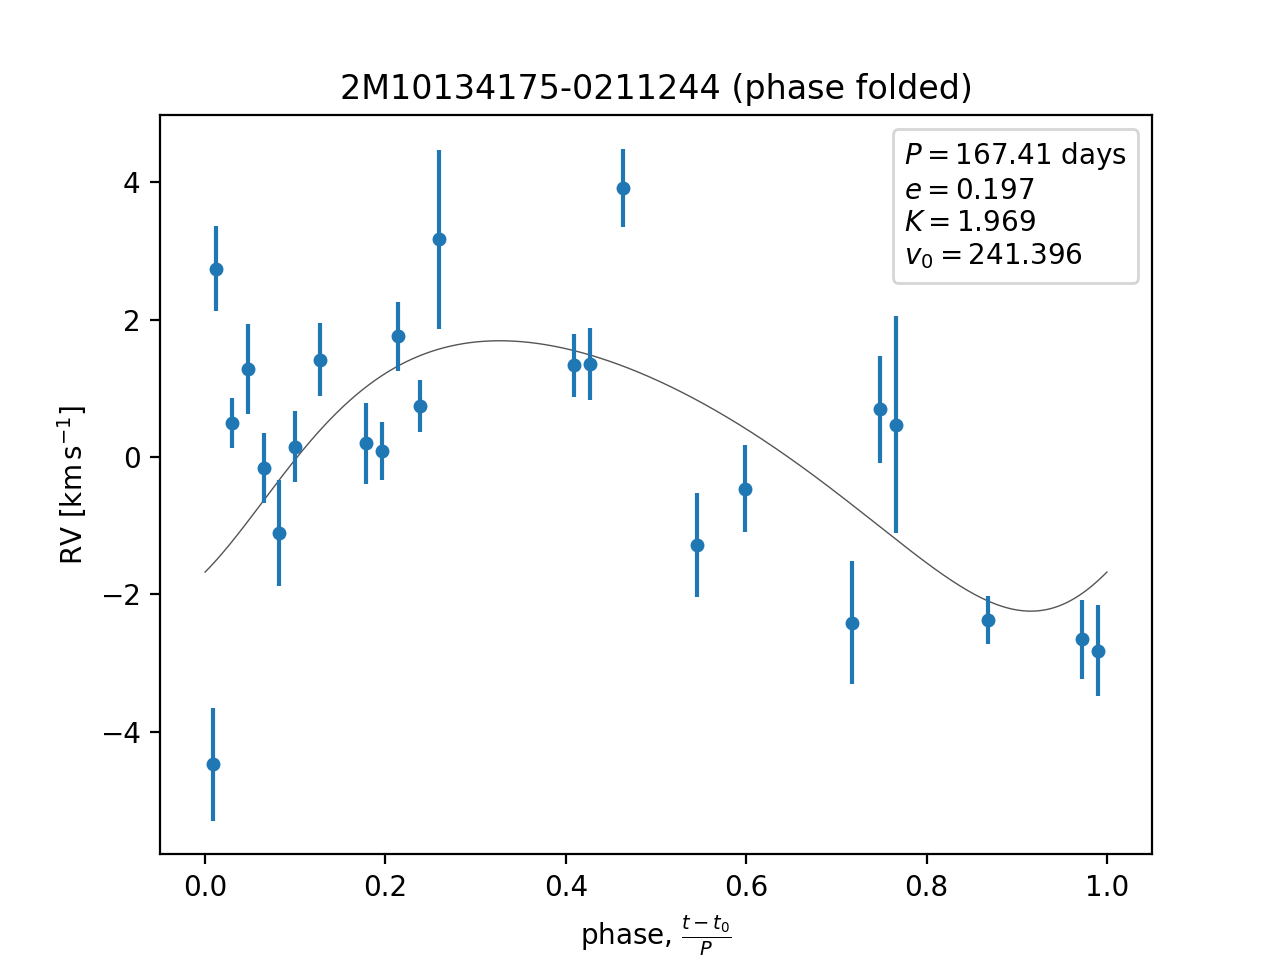 2M10134175-0211244 (phase folded)
P = 167.41 days
e = 0.197
K = 1.969
v₀ = 241.396
4
2
0
−2
−4
RV [km s⁻¹]
0.0 0.2 0.4 0.6 0.8 1.0
phase, (t − t₀)/P